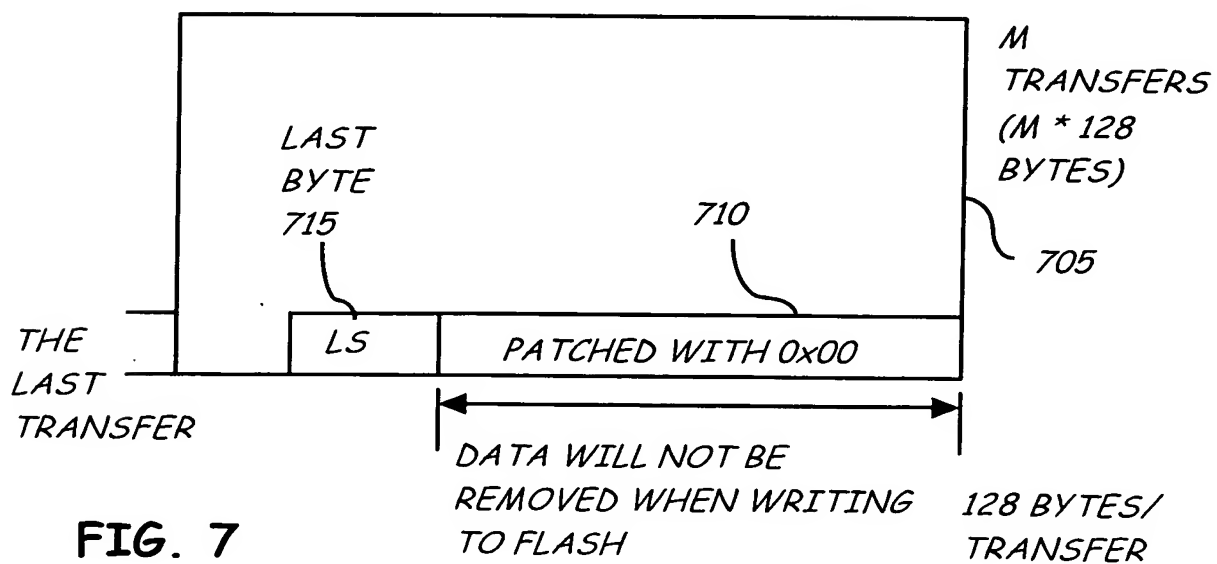 M
TRANSFERS
(M * 128
BYTES)
LAST
BYTE
715
710
705
THE
LAST
TRANSFER
LS
PATCHED WITH 0x00
DATA WILL NOT BE
REMOVED WHEN WRITING
TO FLASH
128 BYTES/
TRANSFER
FIG. 7